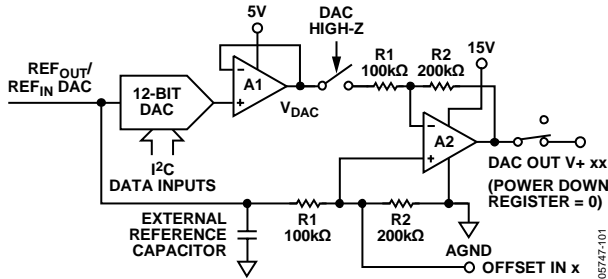 5V
DAC
HIGH-Z
R1
100kΩ
R2
200kΩ
15V
REFOUT/
REFIN DAC
12-BIT
DAC
–
+
A1
VDAC
–
+
A2
I2C
DATA INPUTS
DAC OUT V+ xx
(POWER DOWN
REGISTER = 0)
EXTERNAL
REFERENCE
CAPACITOR
R1
100kΩ
R2
200kΩ
AGND
OFFSET IN x
05747-101